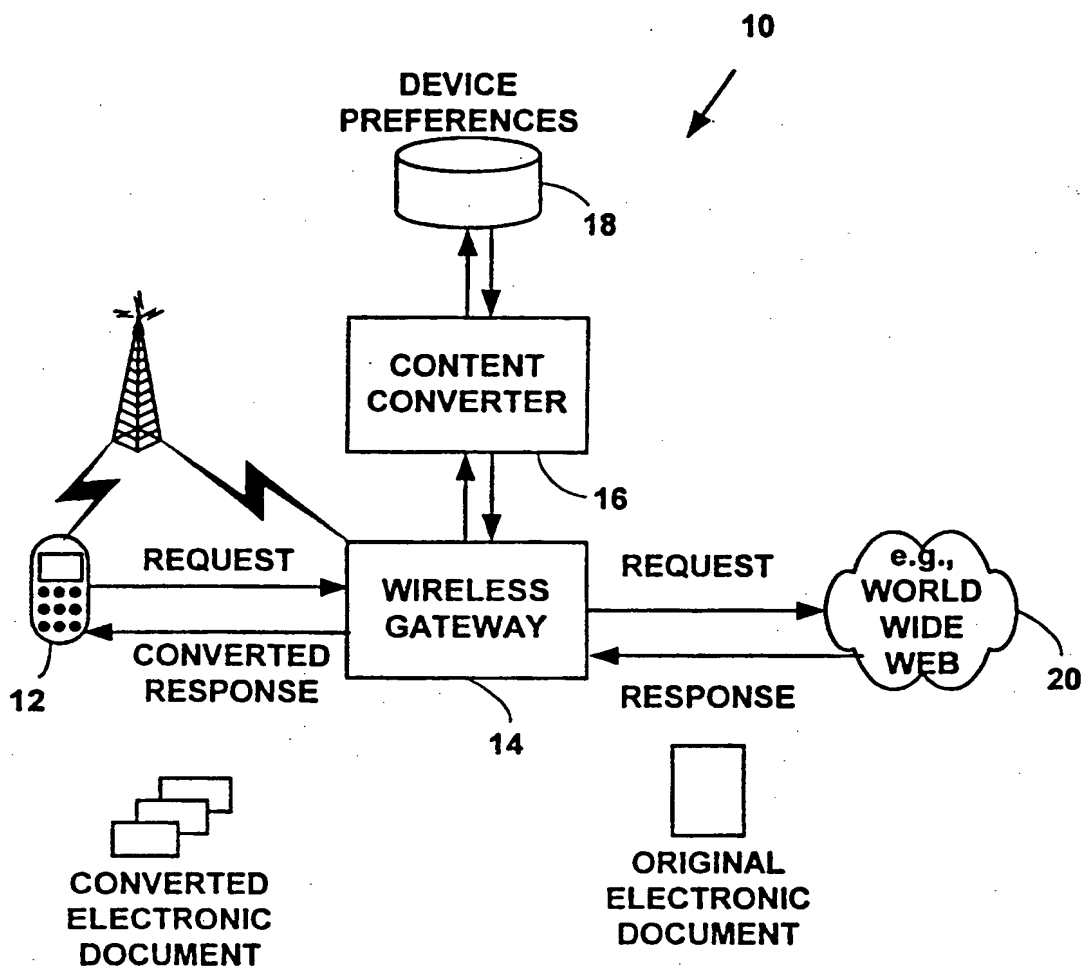 10
DEVICE
PREFERENCES
18
CONTENT
CONVERTER
16
REQUEST
WIRELESS
GATEWAY
REQUEST
e.g.,
WORLD
WIDE
WEB
CONVERTED
RESPONSE
RESPONSE
12
14
20
CONVERTED
ELECTRONIC
DOCUMENT
ORIGINAL
ELECTRONIC
DOCUMENT